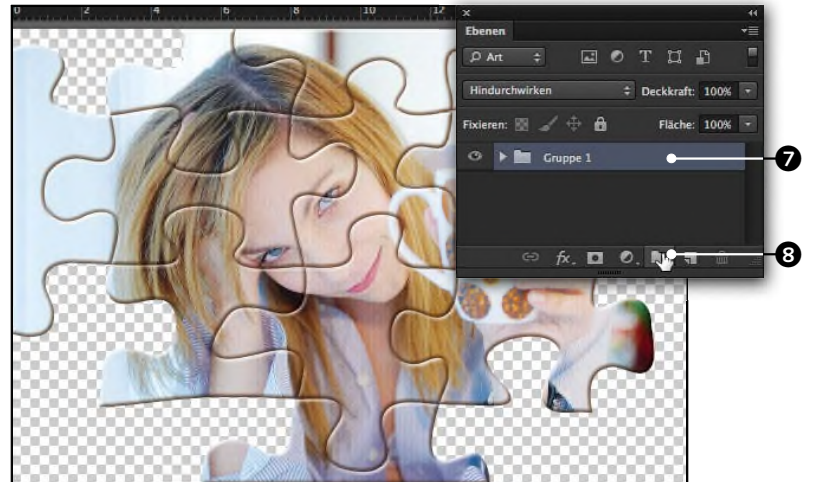 0 2 4 6 8 10 12
Ebenen
Art
Hindurchwirken Deckkraft: 100%
Fixieren: Fläche: 100%
Gruppe 1
7
fx.
8